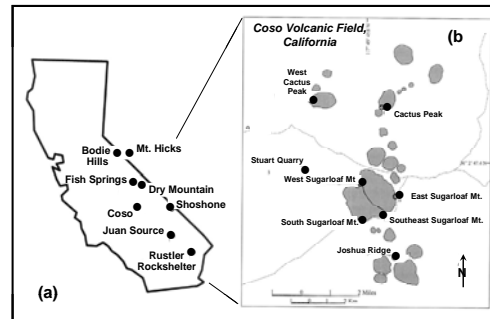 (a)
Bodie
Hills
Mt. Hicks
Fish Springs
Dry Mountain
Shoshone
Coso
Juan Source
Rustler
Rockshelter
Coso Volcanic Field,
California
(b)
West
Cactus
Peak
Cactus Peak
Stuart Quarry
West Sugarloaf Mt
East Sugarloaf Mt.
South Sugarloaf Mt.
Southeast Sugarloaf Mt.
Joshua Ridge
N